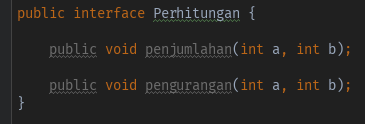 public interface Perhitungan {
public void penjumlahan(int a, int b);
public void pengurangan(int a, int b);
}